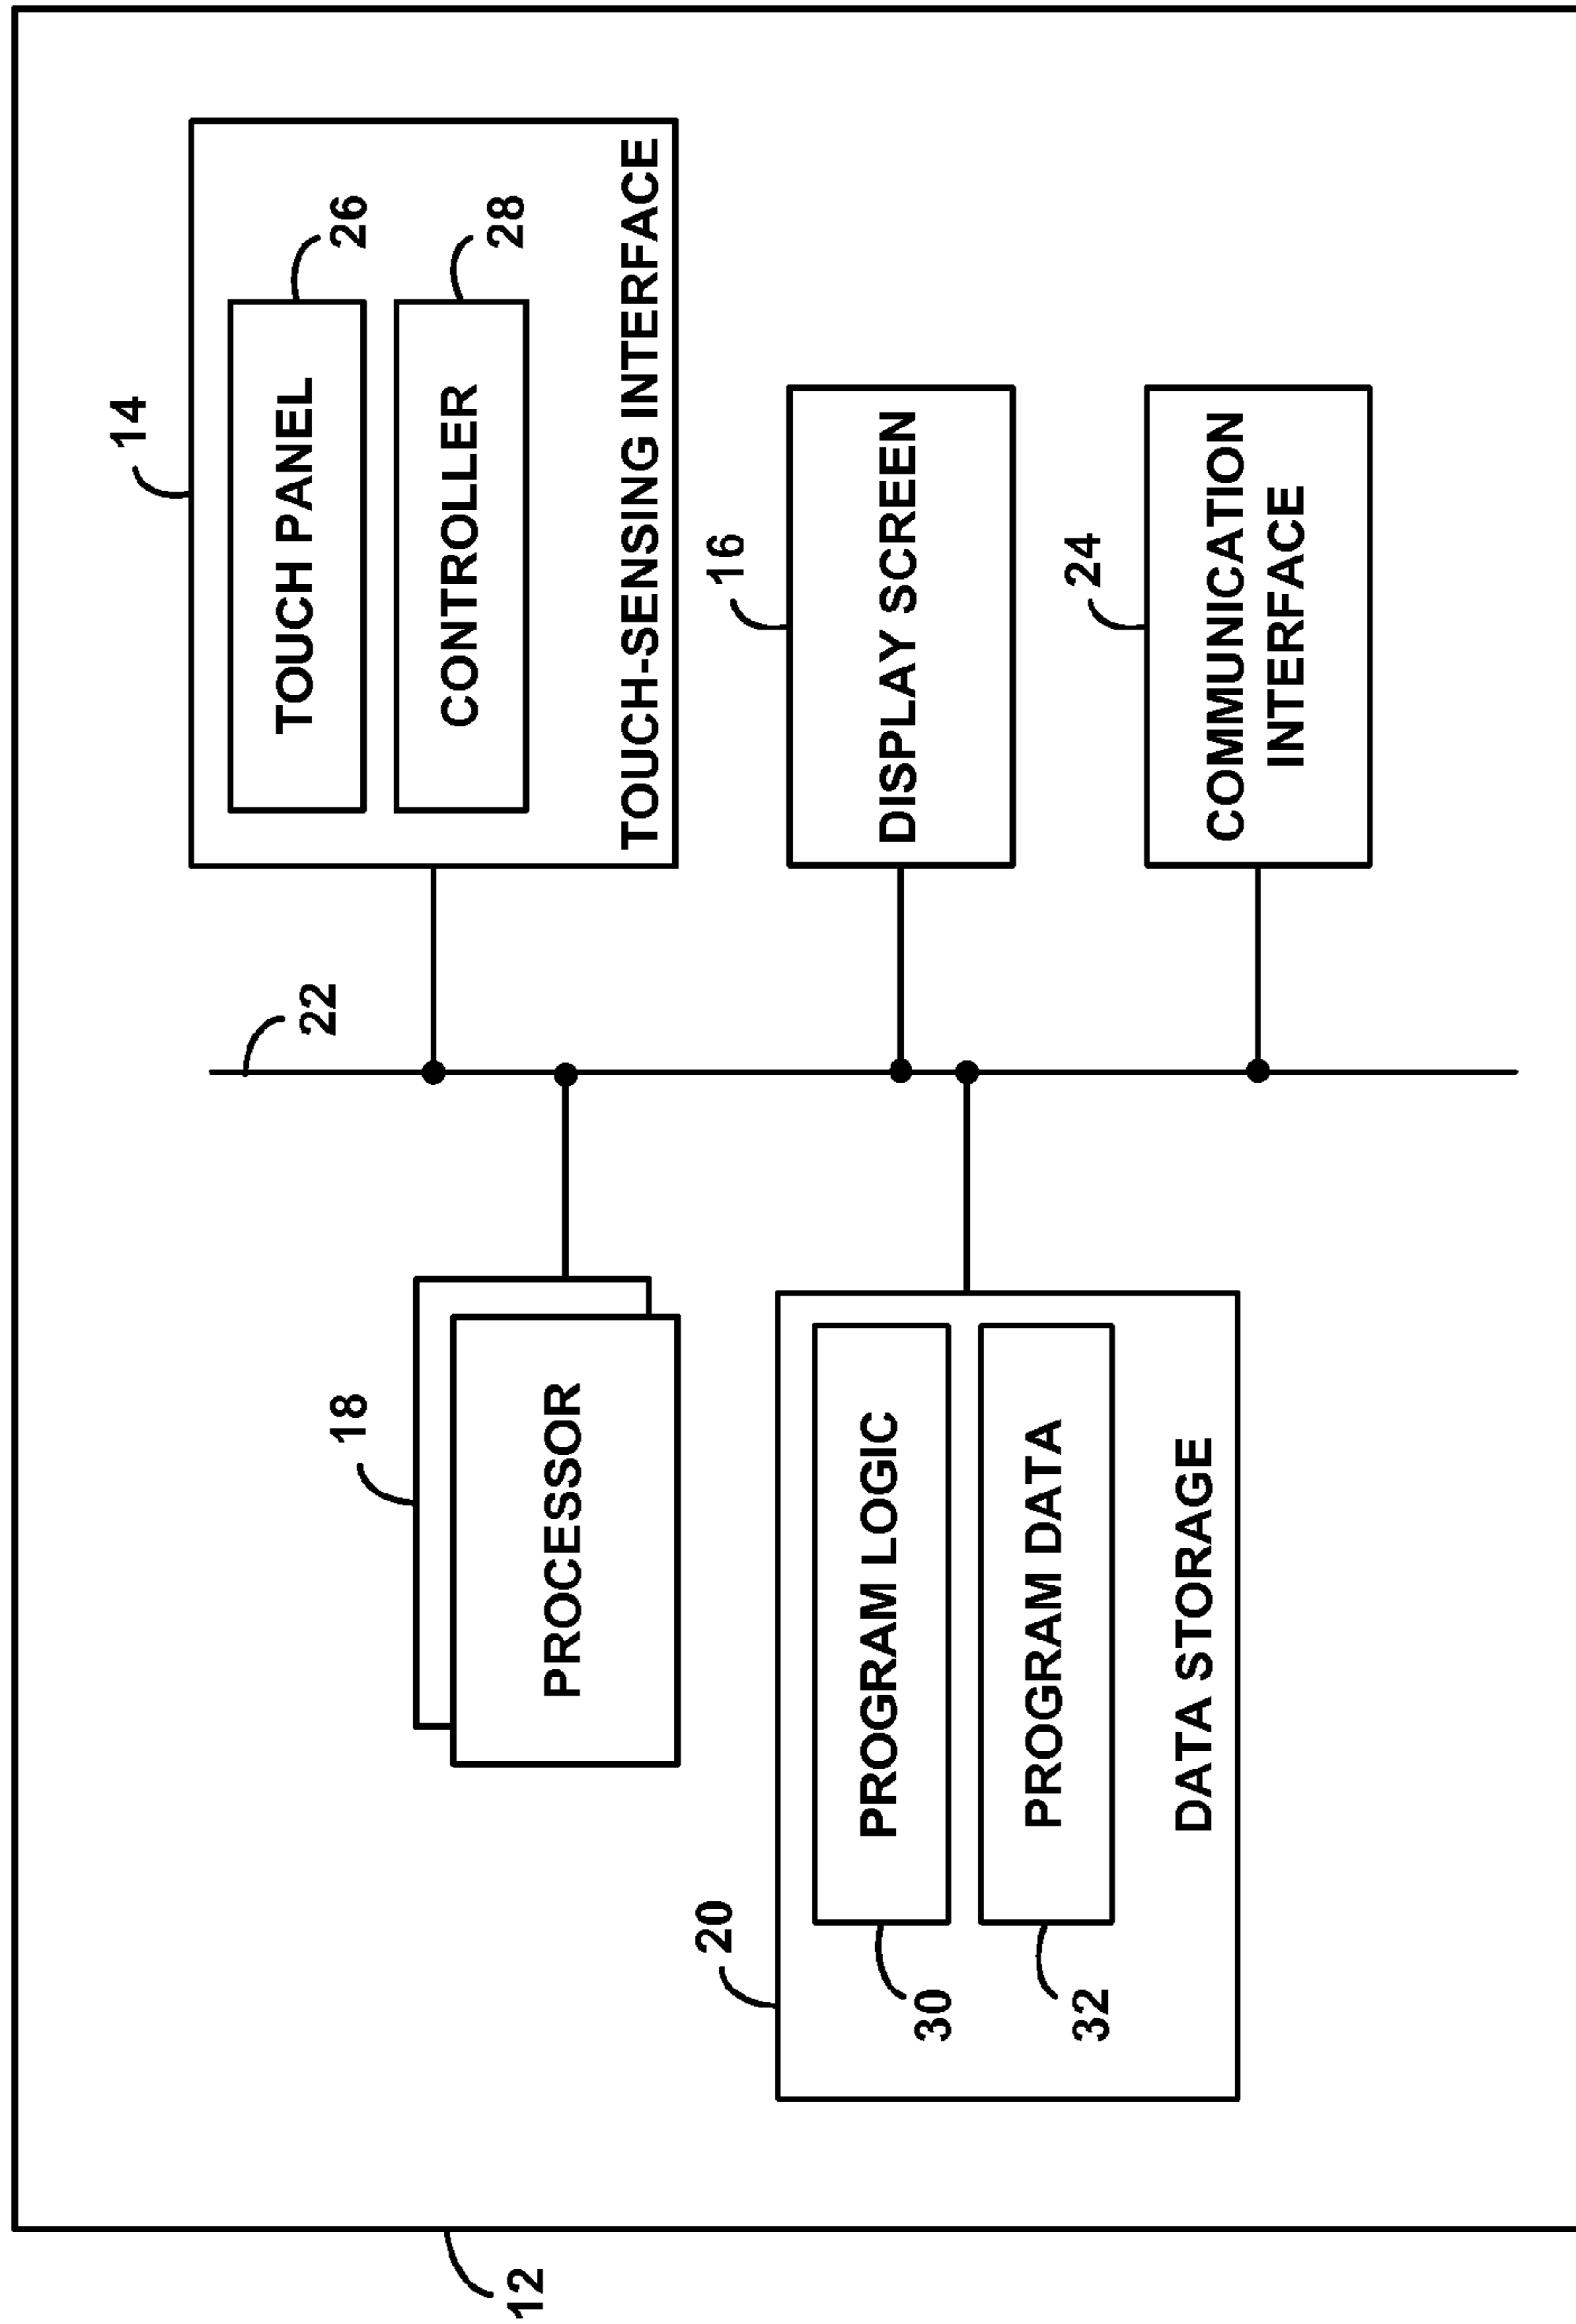 12
18
PROCESSOR
20
30
PROGRAM LOGIC
32
PROGRAM DATA
DATA STORAGE
22
14
TOUCH PANEL
26
CONTROLLER
28
TOUCH-SENSING INTERFACE
16
DISPLAY SCREEN
24
COMMUNICATION
INTERFACE